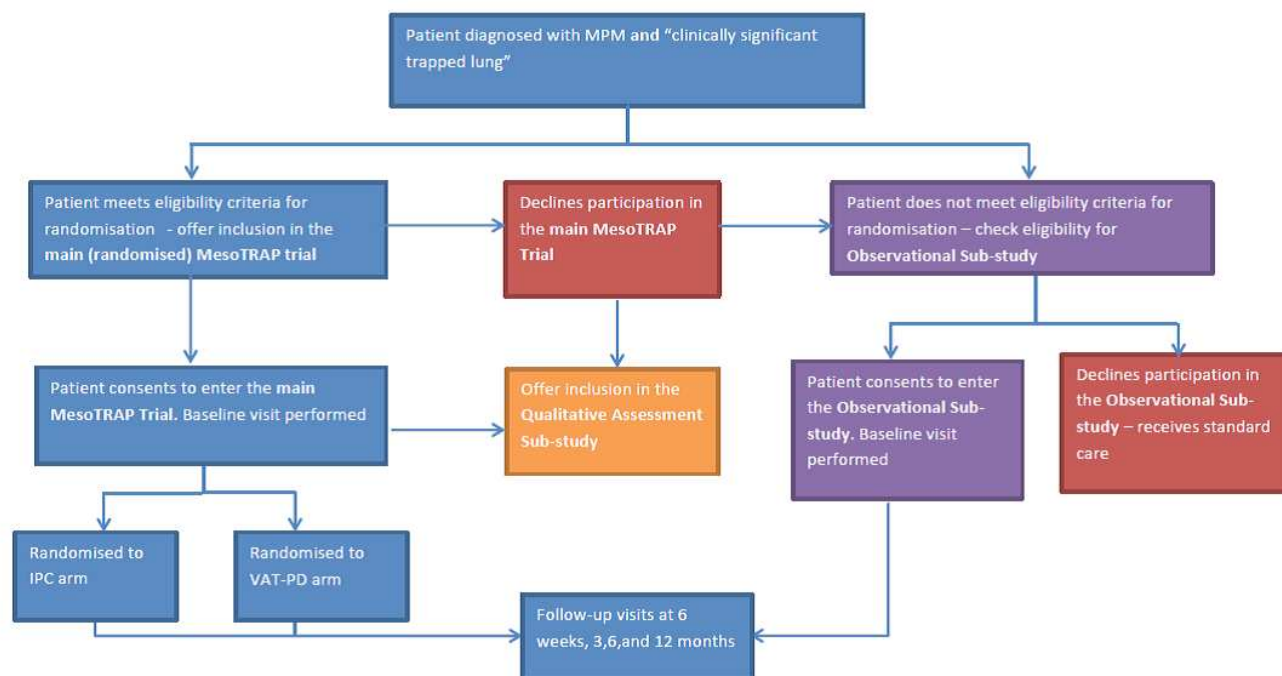 Patient diagnosed with MPM and “clinically significant
trapped lung”
Patient meets eligibility criteria for
randomisation - offer inclusion in the
main (randomised) MesoTRAP trial
Declines participation in
the main MesoTRAP
Trial
Patient does not meet eligibility criteria for
randomisation – check eligibility for
Observational Sub-study
Patient consents to enter the main
MesoTRAP Trial. Baseline visit performed
Offer inclusion in the
Qualitative Assessment
Sub-study
Patient consents to enter
the Observational Sub-
study. Baseline visit
performed
Declines participation in
the Observational Sub-
study – receives standard
care
Randomised to
IPC arm
Randomised to
VAT-PD arm
Follow-up visits at 6
weeks, 3,6,and 12 months